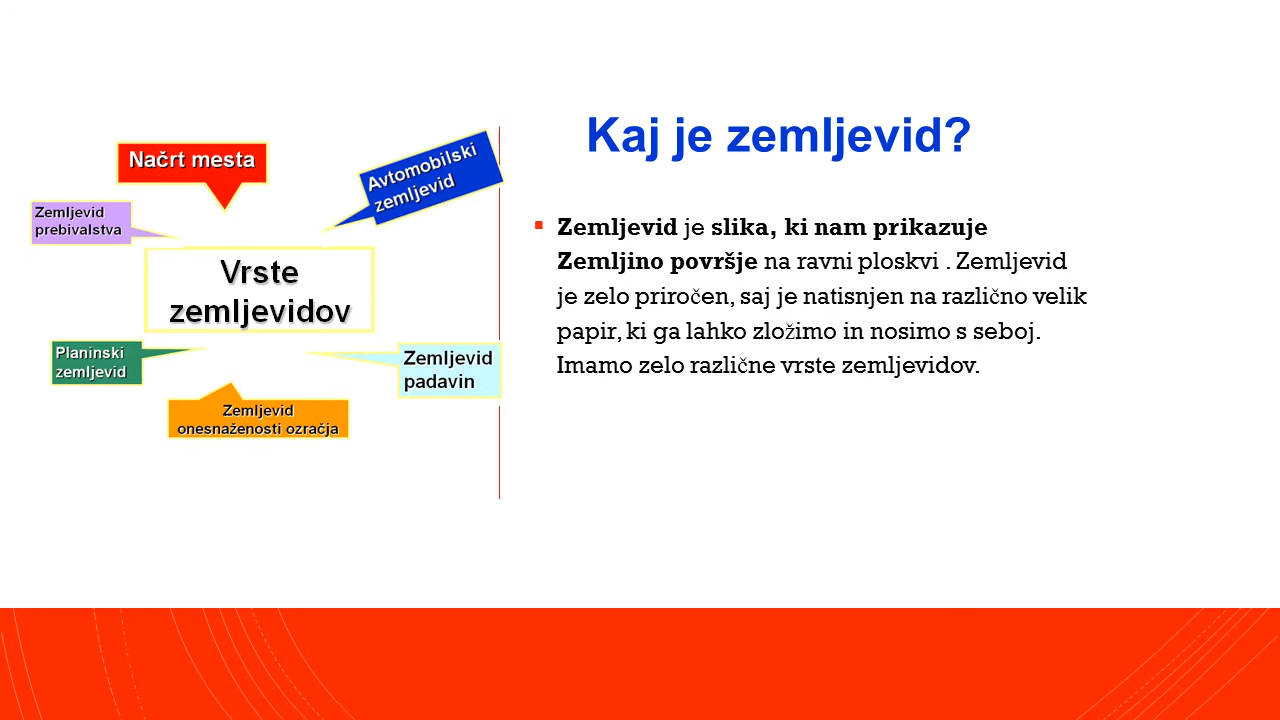 Kaj je zemljevid?
Načrt mesta
Avtomobilski
zemljevid
Zemljevid
prebivalstva
Vrste
zemljevidov
Planinski
zemljevid
Zemljevid
padavin
Zemljevid
onesnaženosti ozračja
Zemljevid je slika, ki nam prikazuje
Zemljino površje na ravni ploskvi . Zemljevid
je zelo priročen, saj je natisnjen na različno velik
papir, ki ga lahko zložimo in nosimo s seboj.
Imamo zelo različne vrste zemljevidov.